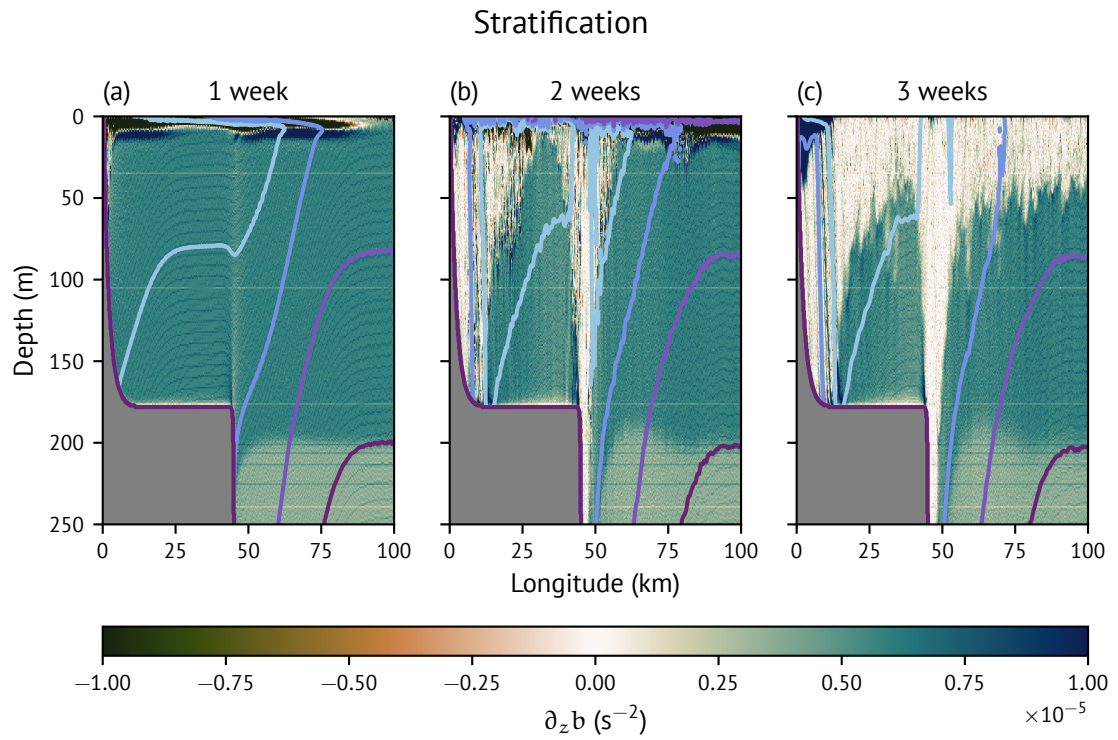 Stratification
(a) 1 week
(b) 2 weeks
(c) 3 weeks
0
50
100
150
200
250
Depth (m)
0 25 50 75 100
0 25 50 75 100
0 25 50 75 100
Longitude (km)
−1.00 −0.75 −0.50 −0.25 0.00 0.25 0.50 0.75 1.00
×10⁻⁵
∂_z b (s⁻²)